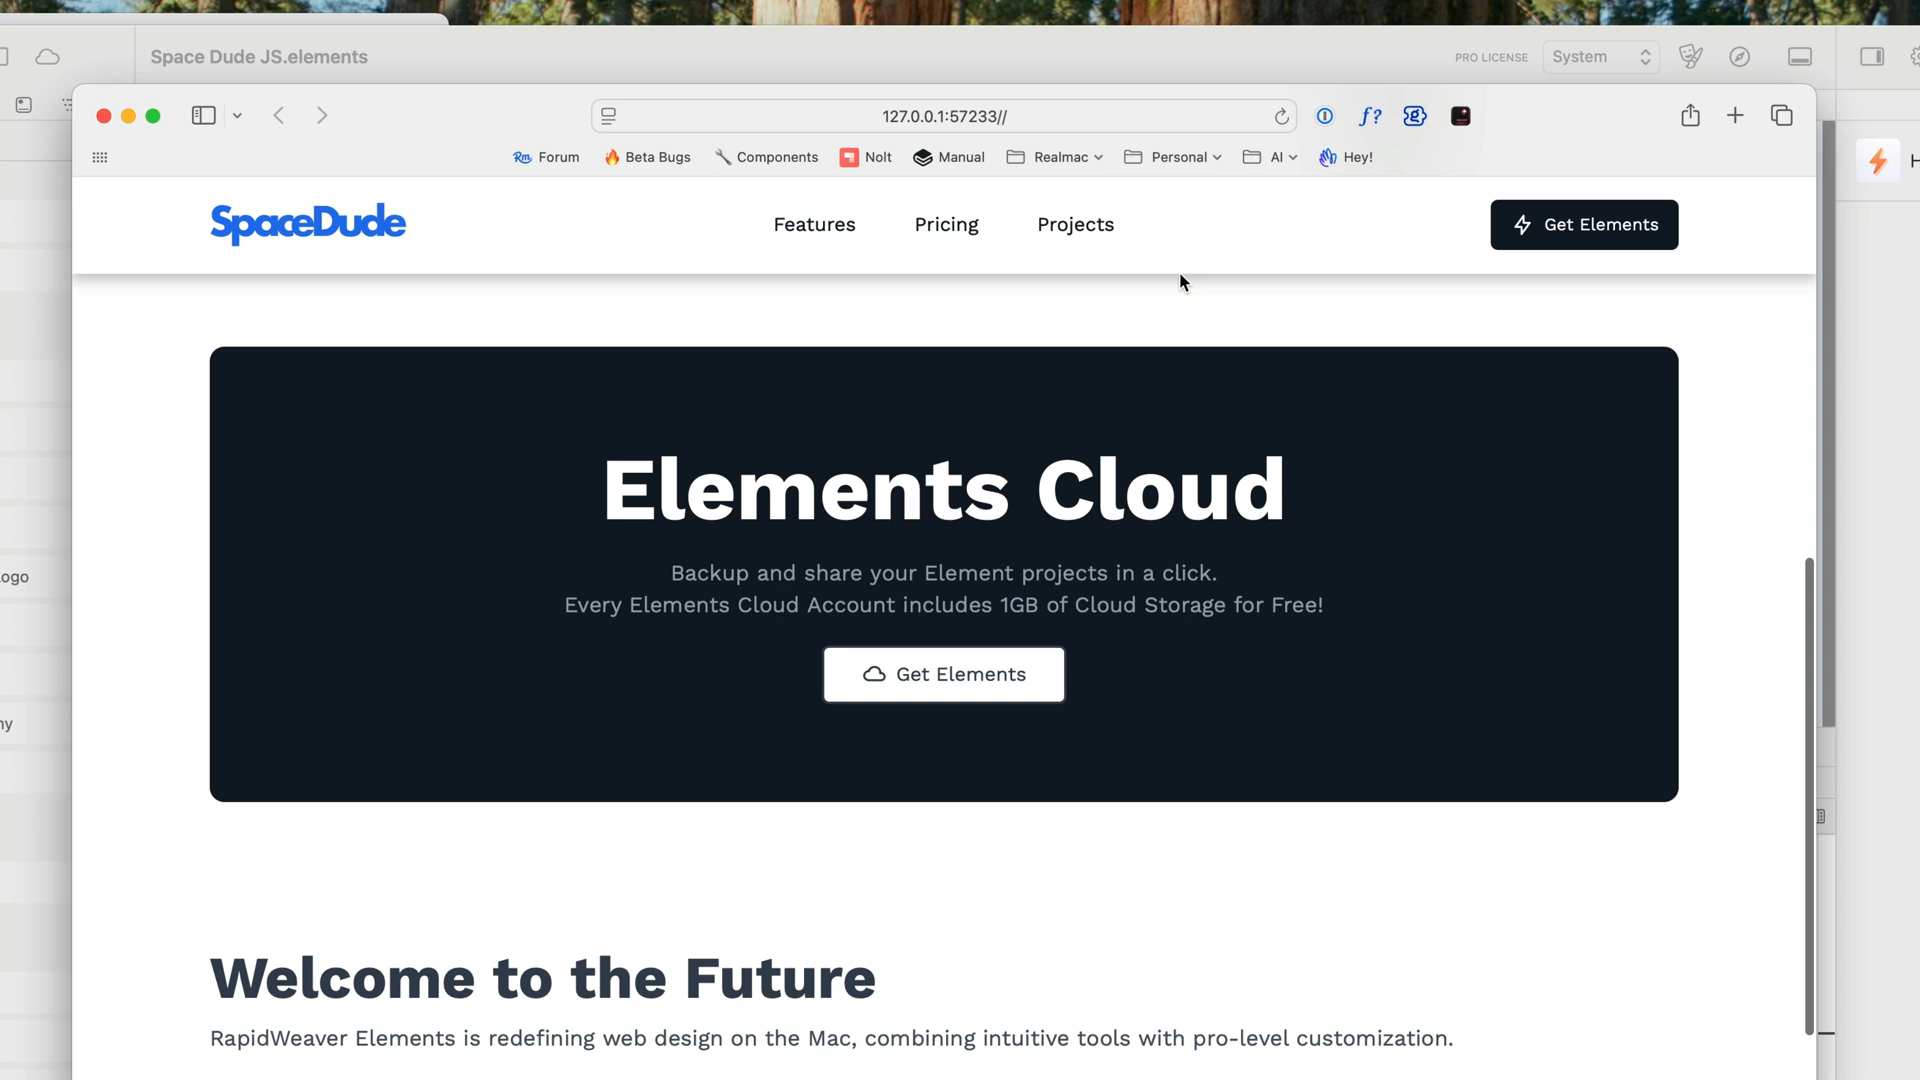 Space Dude JS.elements
PRO LICENSE
System
127.0.0.1:57233//
Forum
Beta Bugs
Components
Nolt
Manual
Realmac
Personal
AI
Hey!
SpaceDude
Features
Pricing
Projects
Get Elements
Elements Cloud
Backup and share your Element projects in a click.
Every Elements Cloud Account includes 1GB of Cloud Storage for Free!
Get Elements
Welcome to the Future
RapidWeaver Elements is redefining web design on the Mac, combining intuitive tools with pro-level customization.